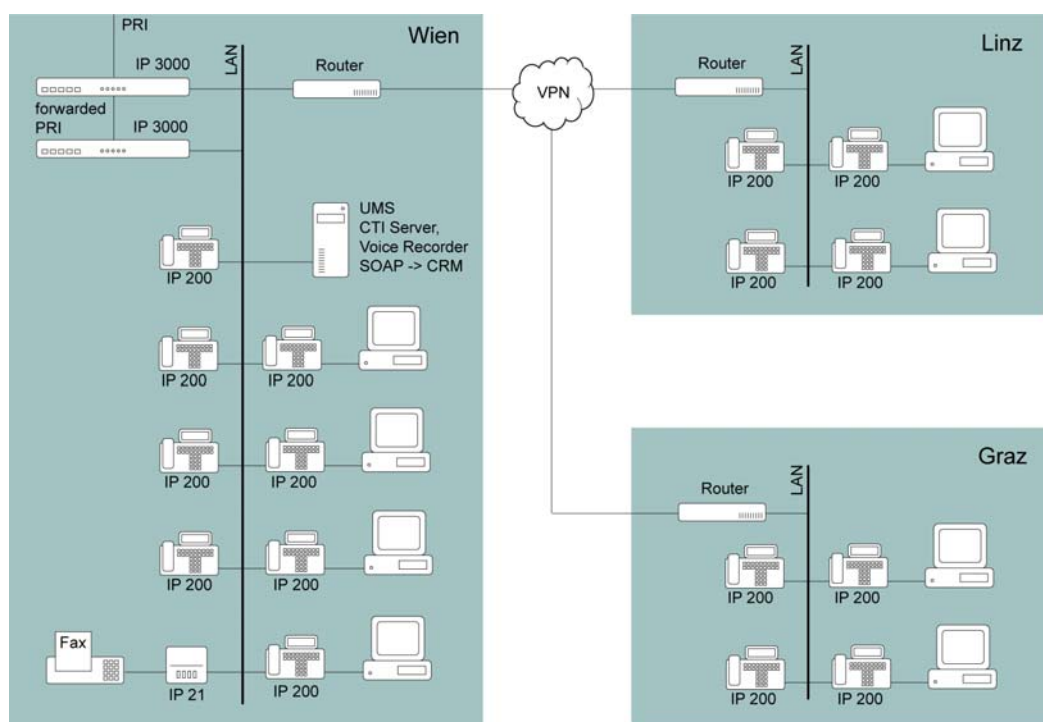 PRI
Wien
IP 3000
LAN
Router
forwarded
PRI
IP 3000
UMS
CTI Server,
Voice Recorder
SOAP -> CRM
IP 200
IP 200
IP 200
IP 200
IP 200
IP 200
IP 200
Fax
IP 21
IP 200
VPN
Linz
Router
LAN
IP 200
IP 200
IP 200
IP 200
Graz
Router
LAN
IP 200
IP 200
IP 200
IP 200